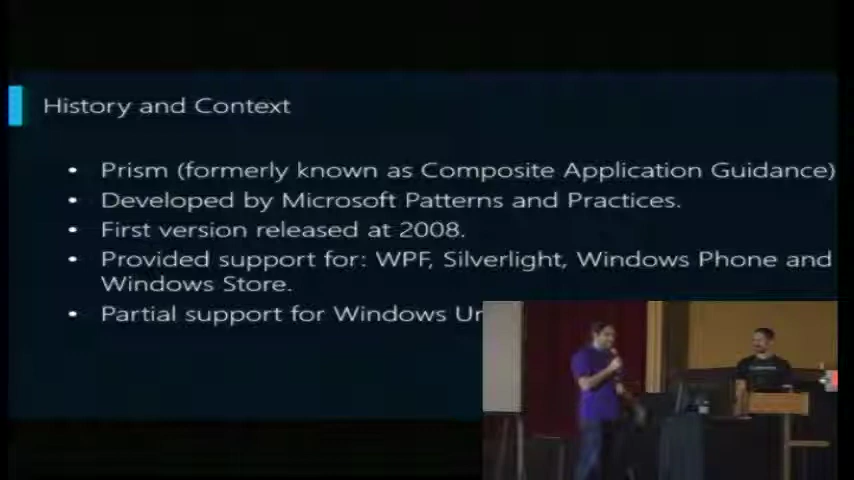 History and Context
• Prism (formerly known as Composite Application Guidance)
• Developed by Microsoft Patterns and Practices.
• First version released at 2008.
• Provided support for: WPF, Silverlight, Windows Phone and
Windows Store.
• Partial support for Windows